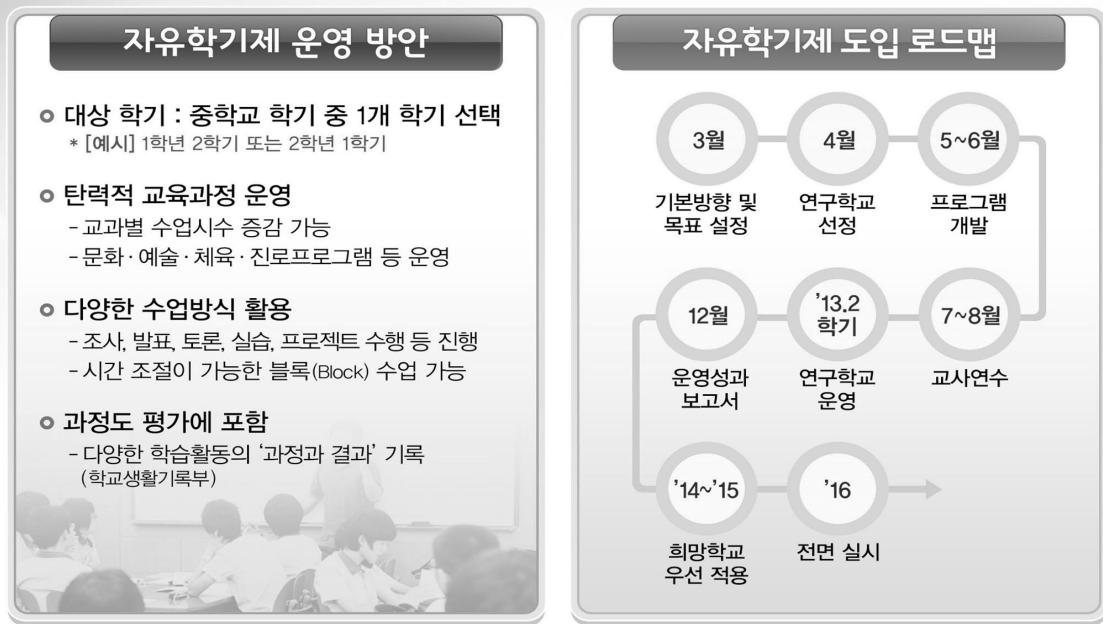 자유학기제 운영 방안
대상 학기 : 중학교 학기 중 1개 학기 선택
* [예시] 1학년 2학기 또는 2학년 1학기
탄력적 교육과정 운영
- 교과별 수업시수 증감 가능
- 문화·예술·체육·진로프로그램 등 운영
다양한 수업방식 활용
- 조사, 발표, 토론, 실습, 프로젝트 수행 등 진행
- 시간 조절이 가능한 블록(Block) 수업 가능
과정도 평가에 포함
- 다양한 학습활동의 '과정과 결과' 기록
(학교생활기록부)
자유학기제 도입 로드맵
3월
기본방향 및
목표 설정
4월
연구학교
선정
5~6월
프로그램
개발
7~8월
교사연수
’13.2
학기
연구학교
운영
12월
운영성과
보고서
’14~’15
희망학교
우선 적용
’16
전면 실시